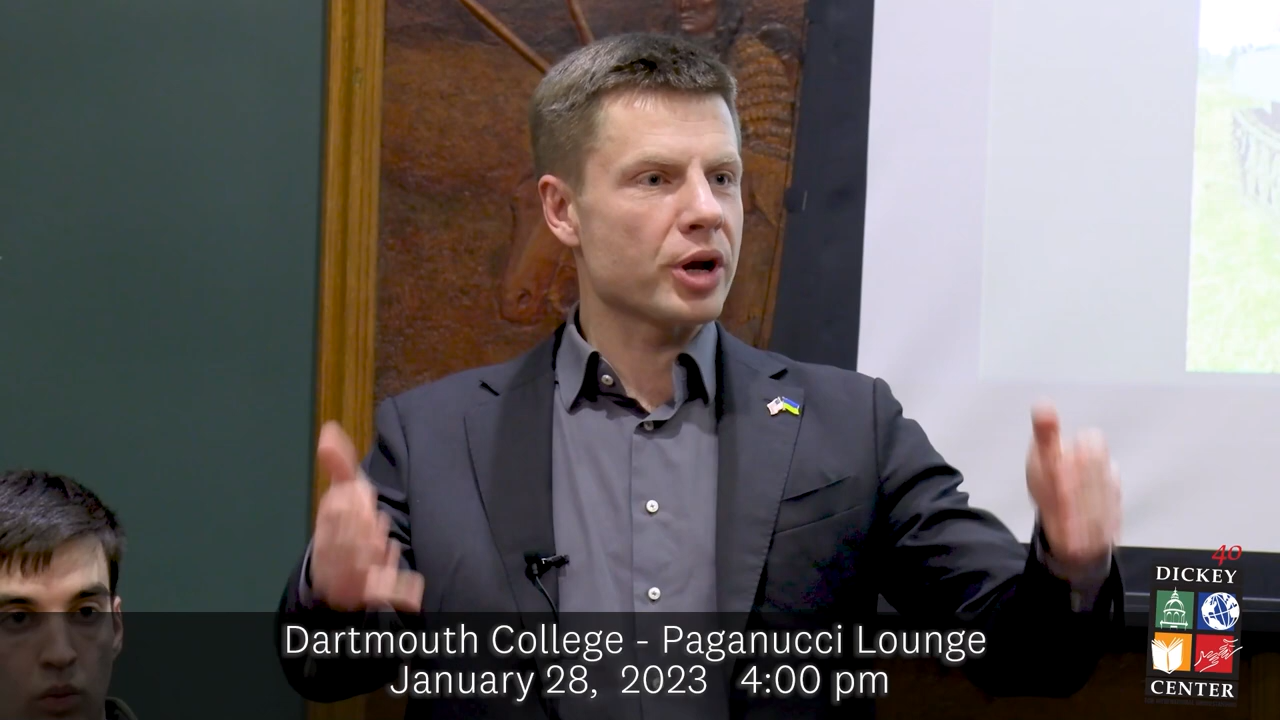 40
DICKEY
CENTER
Dartmouth College - Paganucci Lounge
January 28, 2023 4:00 pm